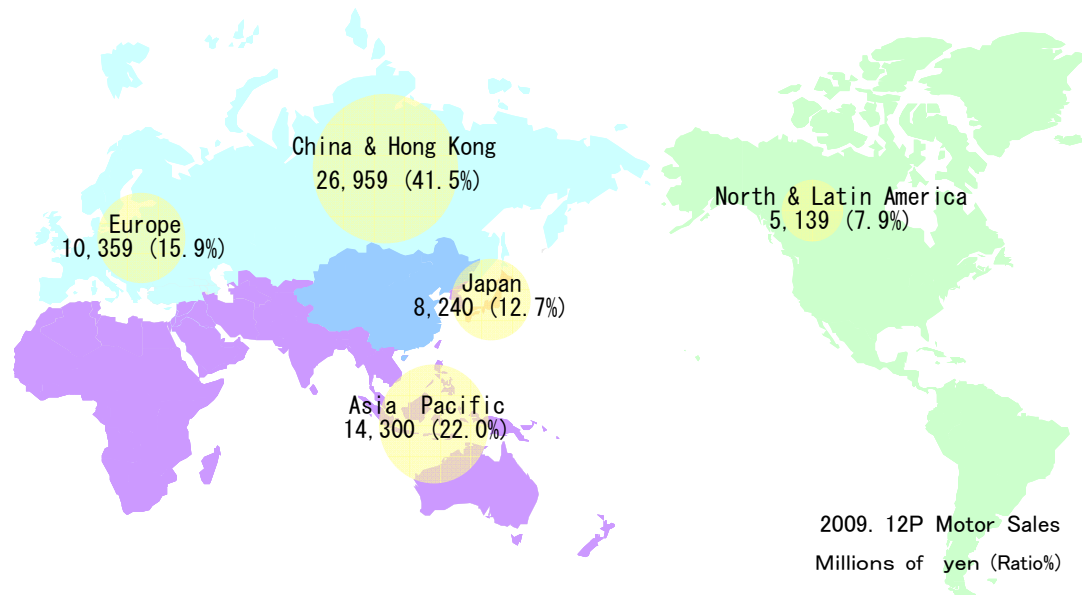 China & Hong Kong
26,959 (41.5%)
North & Latin America
5,139 (7.9%)
Europe
10,359 (15.9%)
Japan
8,240 (12.7%)
Asia Pacific
14,300 (22.0%)
2009. 12P Motor Sales
Millions of yen (Ratio%)